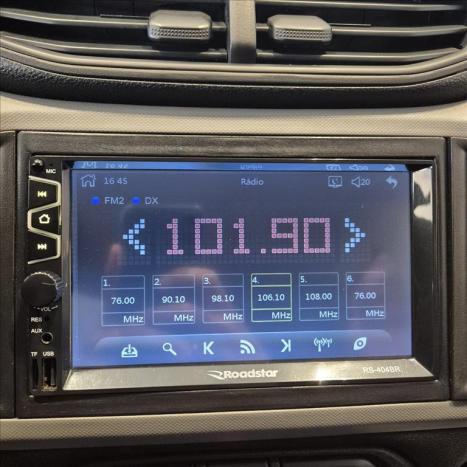 MIC
16 45 Rádio 20
FM2 DX
101.90
1. 2. 3. 4. 5. 6.
76.00 90.10 98.10 106.10 108.00 76.00
MHz MHz MHz MHz MHz MHz
VOL
RES
AUX
TF USB
Roadstar
RS-404BR